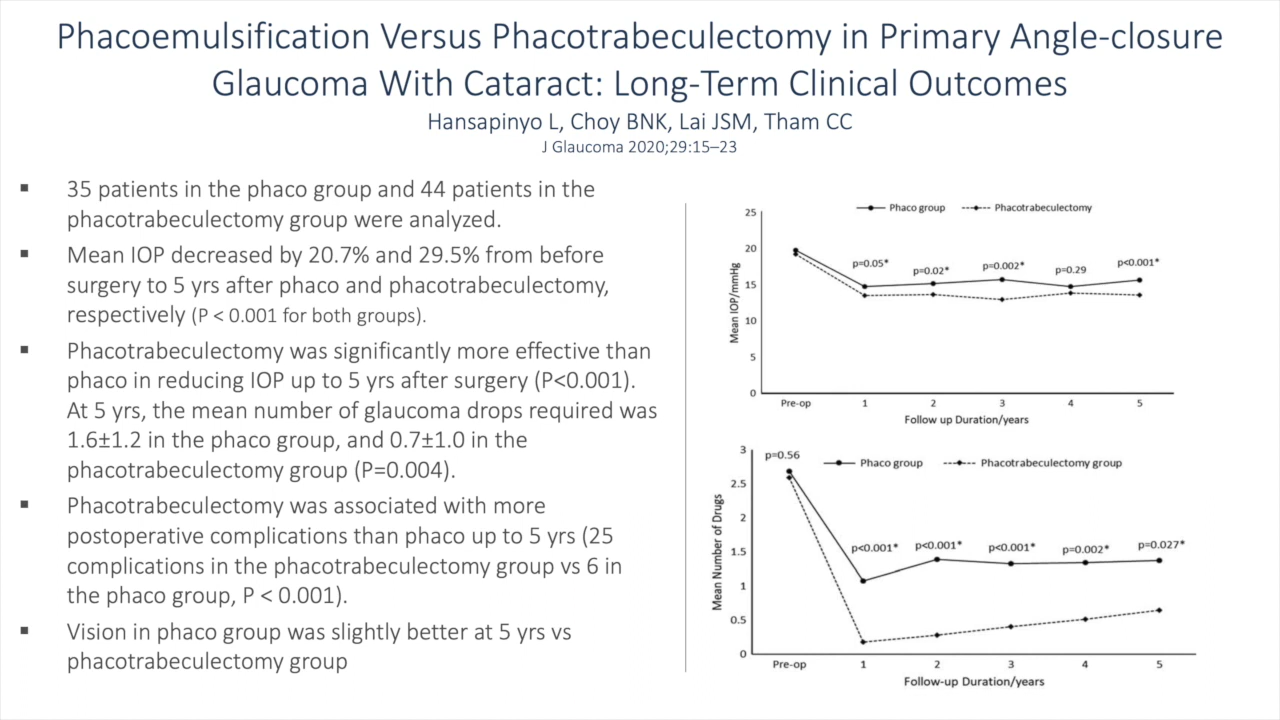 Phacoemulsification Versus Phacotrabeculectomy in Primary Angle-closure
Glaucoma With Cataract: Long-Term Clinical Outcomes
Hansapinyo L, Choy BNK, Lai JSM, Tham CC
J Glaucoma 2020;29:15–23
▪ 35 patients in the phaco group and 44 patients in the
phacotrabeculectomy group were analyzed.
▪ Mean IOP decreased by 20.7% and 29.5% from before
surgery to 5 yrs after phaco and phacotrabeculectomy,
respectively (P < 0.001 for both groups).
▪ Phacotrabeculectomy was significantly more effective than
phaco in reducing IOP up to 5 yrs after surgery (P<0.001).
At 5 yrs, the mean number of glaucoma drops required was
1.6±1.2 in the phaco group, and 0.7±1.0 in the
phacotrabeculectomy group (P=0.004).
▪ Phacotrabeculectomy was associated with more
postoperative complications than phaco up to 5 yrs (25
complications in the phacotrabeculectomy group vs 6 in
the phaco group, P < 0.001).
▪ Vision in phaco group was slightly better at 5 yrs vs
phacotrabeculectomy group
Phaco group Phacotrabeculectomy
Mean IOP/mmHg
25
20
15
10
5
0
p=0.05* p=0.02* p=0.002* p=0.29 p<0.001*
Pre-op 1 2 3 4 5
Follow up Duration/years
Phaco group Phacotrabeculectomy group
Mean Number of Drugs
3
2.5
2
1.5
1
0.5
0
p=0.56 p<0.001* p<0.001* p<0.001* p=0.002* p=0.027*
Pre-op 1 2 3 4 5
Follow-up Duration/years